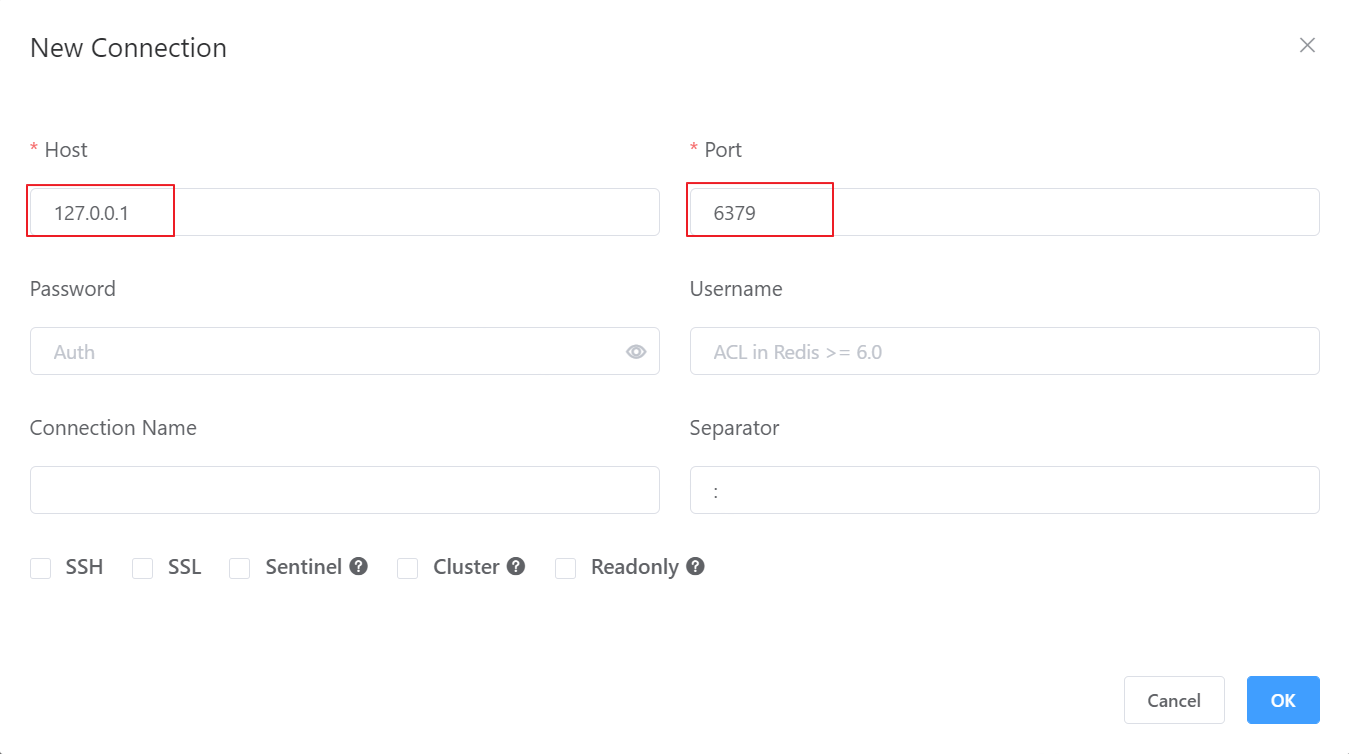 New Connection
* Host
* Port
127.0.0.1
6379
Password
Username
Auth
ACL in Redis >= 6.0
Connection Name
Separator
:
SSH SSL Sentinel ? Cluster ? Readonly ?
Cancel OK